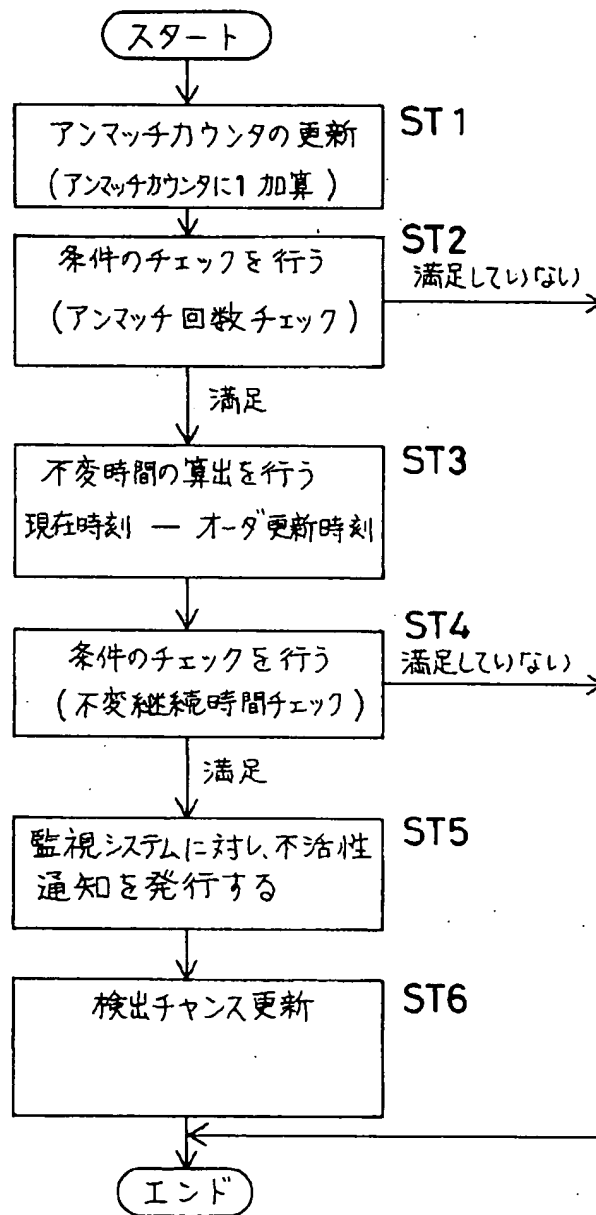 スタート
ST1
アンマッチカウンタの更新
(アンマッチカウンタに1加算)
ST2
条件のチェックを行う
(アンマッチ回数チェック)
満足していない
満足
ST3
不変時間の算出を行う
現在時刻 ー オーダ更新時刻
ST4
条件のチェックを行う
(不変継続時間チェック)
満足していない
満足
ST5
監視システムに対し、不活性
通知を発行する
ST6
検出チャンス更新
エンド